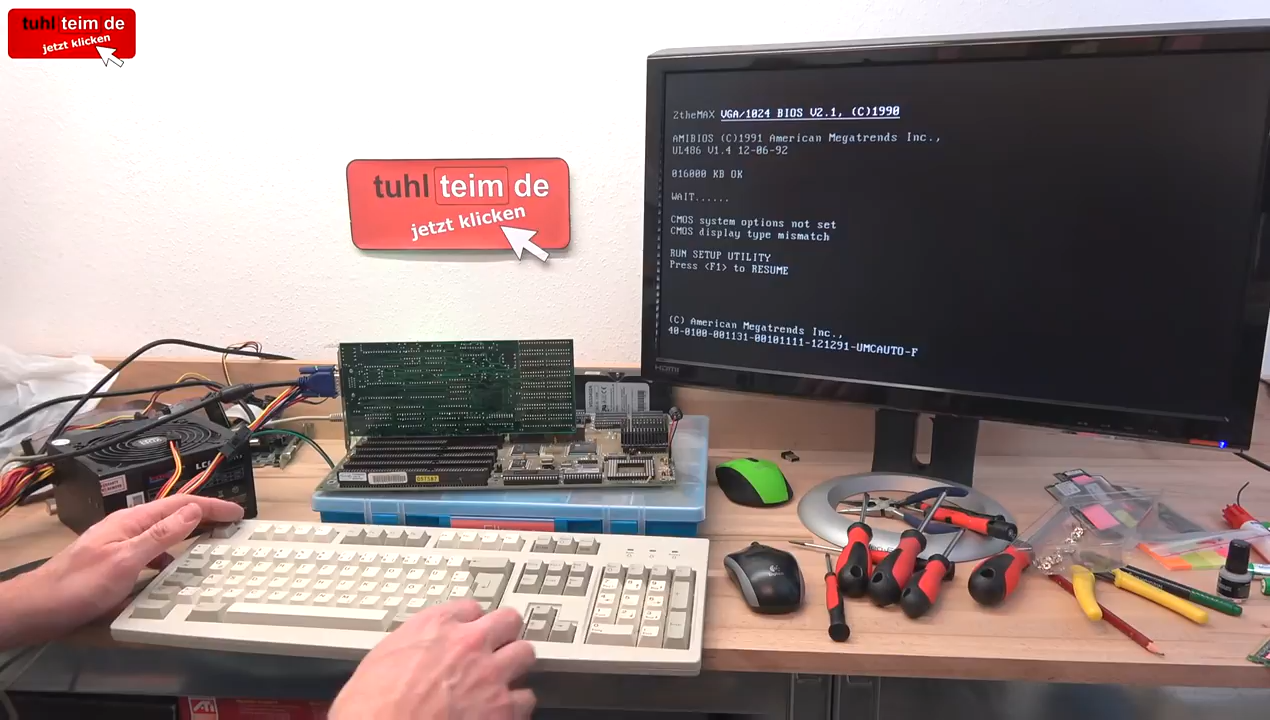 tuhl teim de
jetzt klicken
tuhl teim de
jetzt klicken
2theMAX VGA/1024 BIOS V2.1, (C)1990
AMIBIOS (C)1991 American Megatrends Inc.,
UL486 V1.4 12-06-92
016000 KB OK
WAIT......
CMOS system options not set
CMOS display type mismatch
RUN SETUP UTILITY
Press <F1> to RESUME
(C) American Megatrends Inc.,
40-0100-001131-00101111-121291-UMCAUTO-F
HDMI
ATI